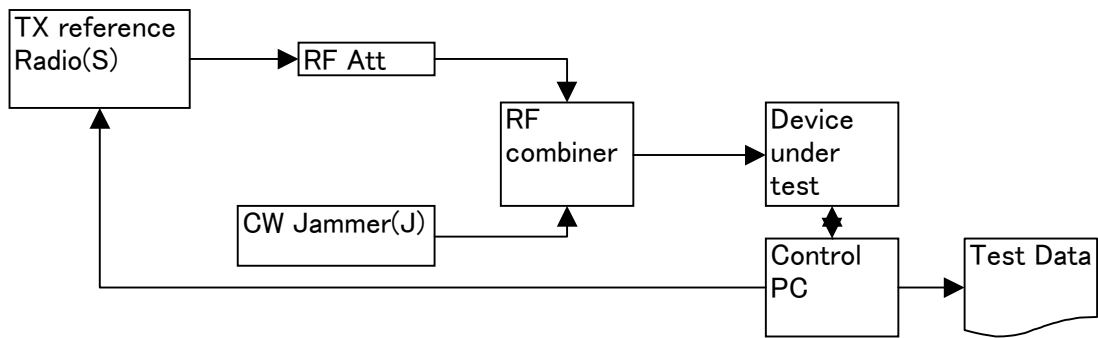 TX reference
Radio(S)
RF Att
RF
combiner
Device
under
test
CW Jammer(J)
Control
PC
Test Data